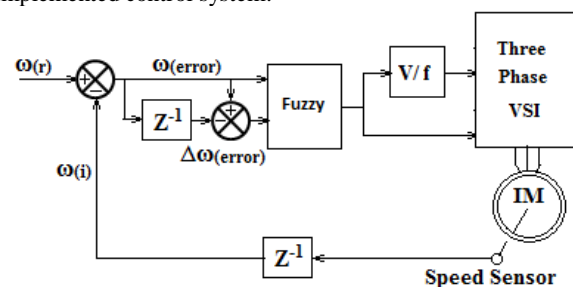 implemented control system.
ω(r)
+
−
ω(error)
Z-1
+
−
Δω(error)
Fuzzy
V/f
Three
Phase
VSI
ω(i)
IM
Z-1
Speed Sensor